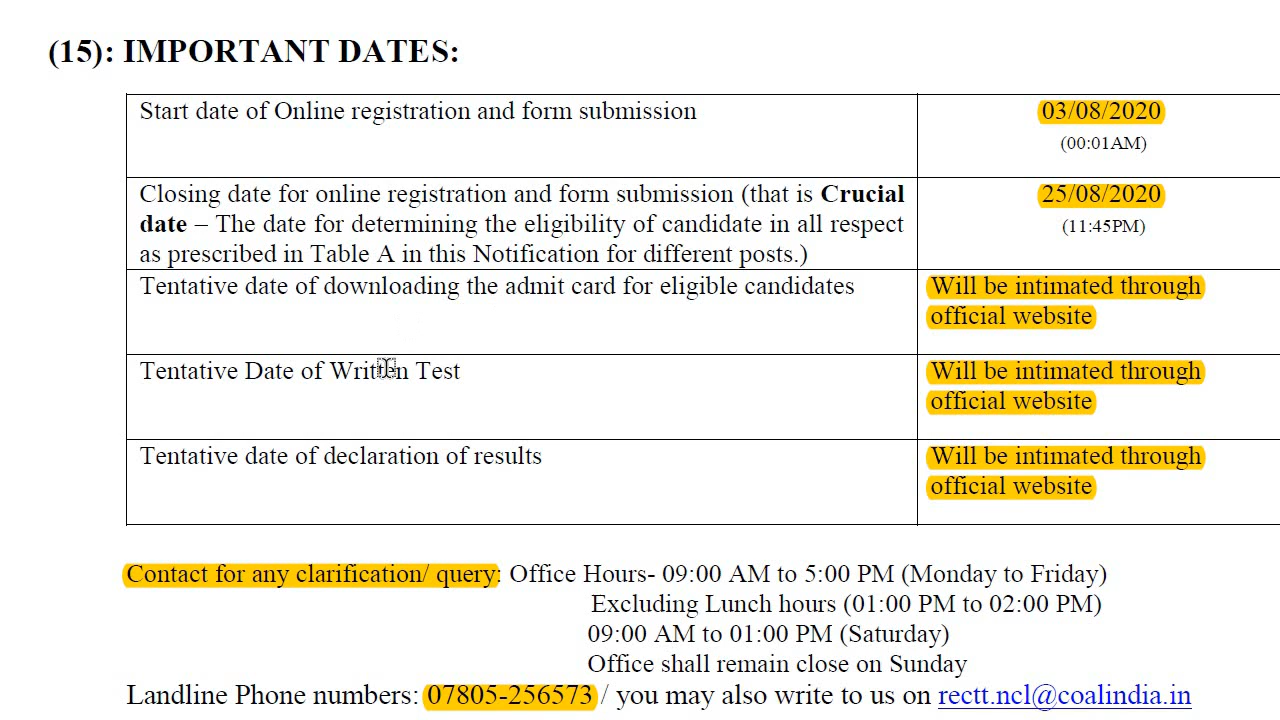 (15): IMPORTANT DATES:
Start date of Online registration and form submission
03/08/2020
(00:01AM)
Closing date for online registration and form submission (that is Crucial
date – The date for determining the eligibility of candidate in all respect
as prescribed in Table A in this Notification for different posts.)
25/08/2020
(11:45PM)
Tentative date of downloading the admit card for eligible candidates
Will be intimated through
official website
Tentative Date of Written Test
Will be intimated through
official website
Tentative date of declaration of results
Will be intimated through
official website
Contact for any clarification/ query: Office Hours- 09:00 AM to 5:00 PM (Monday to Friday)
Excluding Lunch hours (01:00 PM to 02:00 PM)
09:00 AM to 01:00 PM (Saturday)
Office shall remain close on Sunday
Landline Phone numbers: 07805-256573 / you may also write to us on rectt.ncl@coalindia.in